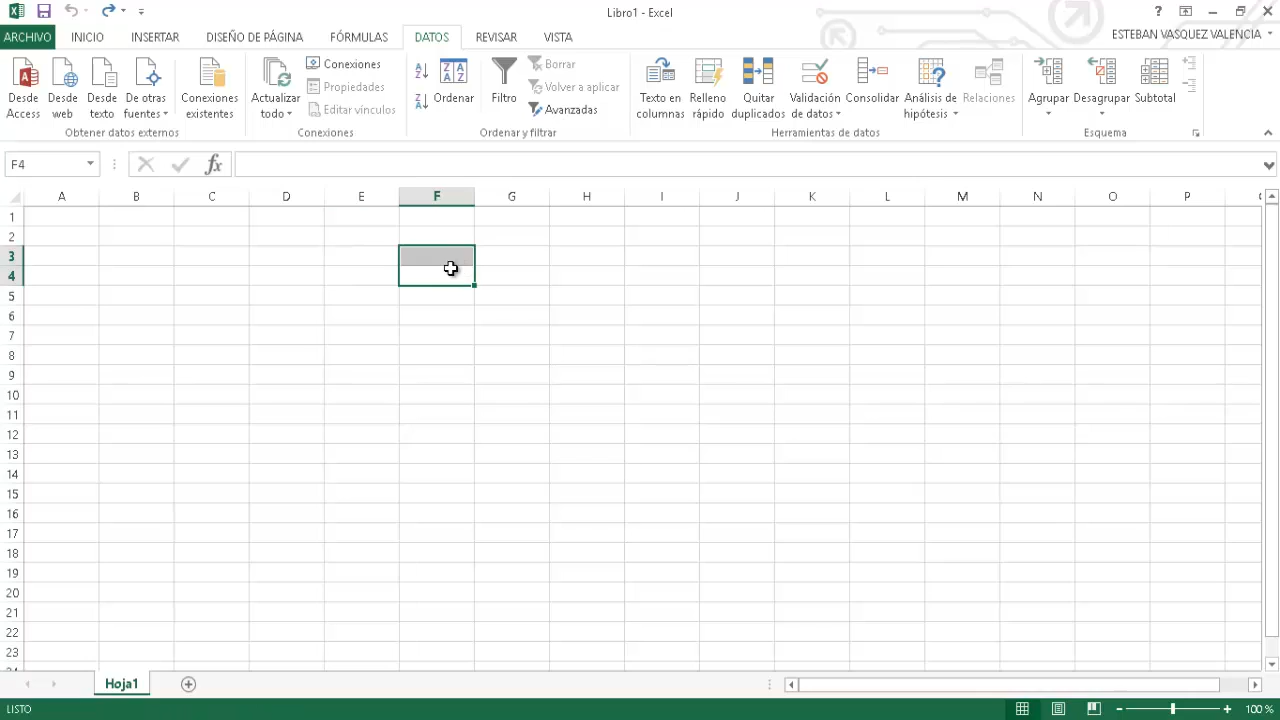 Libro1 - Excel
?
ARCHIVO INICIO INSERTAR DISEÑO DE PÁGINA FÓRMULAS DATOS REVISAR VISTA ESTEBAN VASQUEZ VALENCIA
Desde Access
Desde web
Desde texto
De otras fuentes
Conexiones existentes
Obtener datos externos
Actualizar todo
Conexiones
Propiedades
Editar vínculos
Conexiones
Ordenar
Filtro
Borrar
Volver a aplicar
Avanzadas
Ordenar y filtrar
Texto en columnas
Relleno rápido
Quitar duplicados
Validación de datos
Consolidar
Análisis de hipótesis
Relaciones
Herramientas de datos
Agrupar
Desagrupar
Subtotal
Esquema
F4 fx
A B C D E F G H I J K L M N O P
1
2
3
4
5
6
7
8
9
10
11
12
13
14
15
16
17
18
19
20
21
22
23
Hoja1
LISTO 100 %